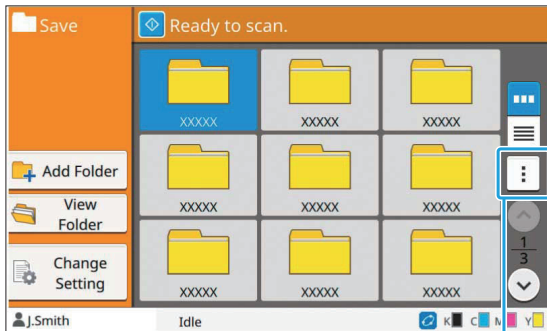 Save
Ready to scan.
XXXXX XXXXX XXXXX
Add Folder
XXXXX XXXXX XXXXX
View
Folder
1
3
Change
Setting
XXXXX XXXXX XXXXX
J.Smith Idle K C M Y